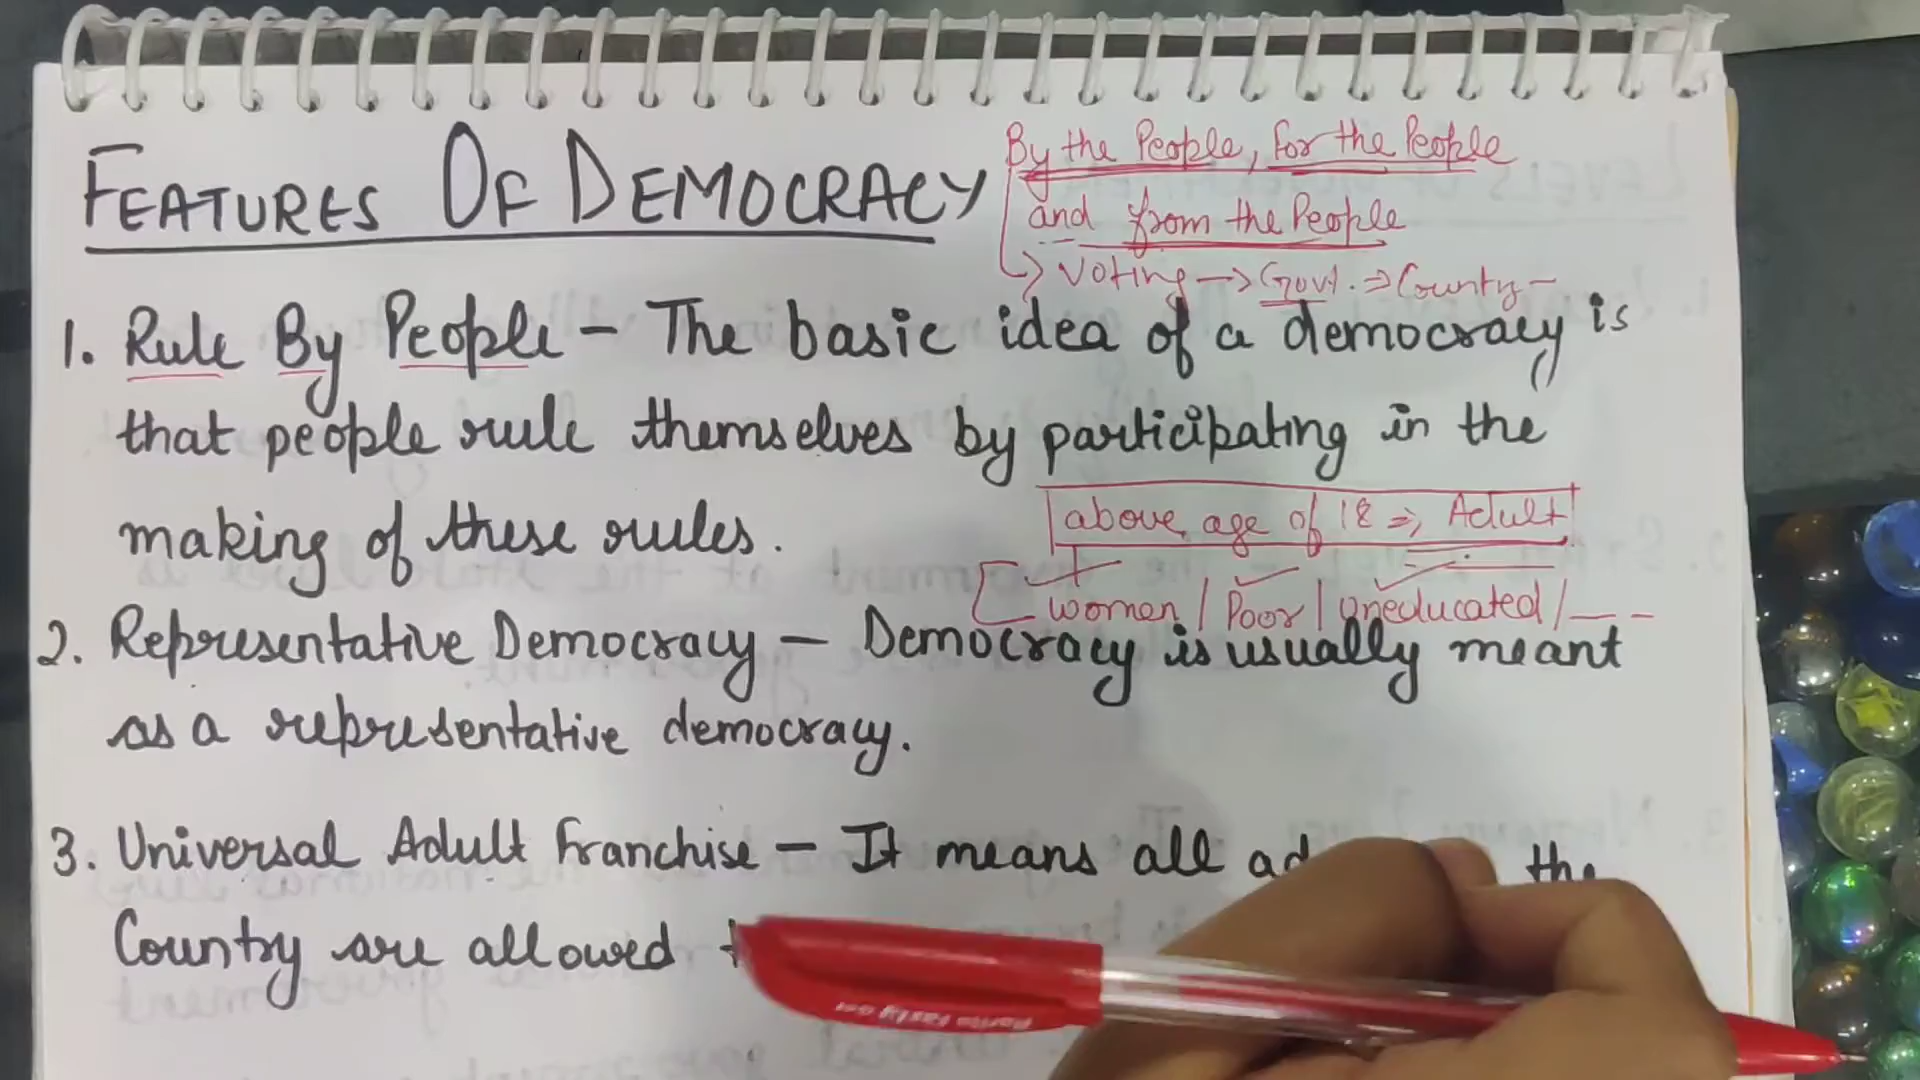 FEATURES OF DEMOCRACY
By the People, for the People
and from the People
→ Voting → Govt. ⇒ Country -
1. Rule By People - The basic idea of a democracy is
that people rule themselves by participating in the
making of these rules.
above age of 18 ⇒ Adult
women / Poor / Uneducated / _ _ _
2. Representative Democracy - Democracy is usually meant
as a representative democracy.
3. Universal Adult Franchise - It means all the
Country are allowed